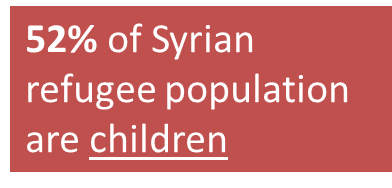 52% of Syrian
refugee population
are children